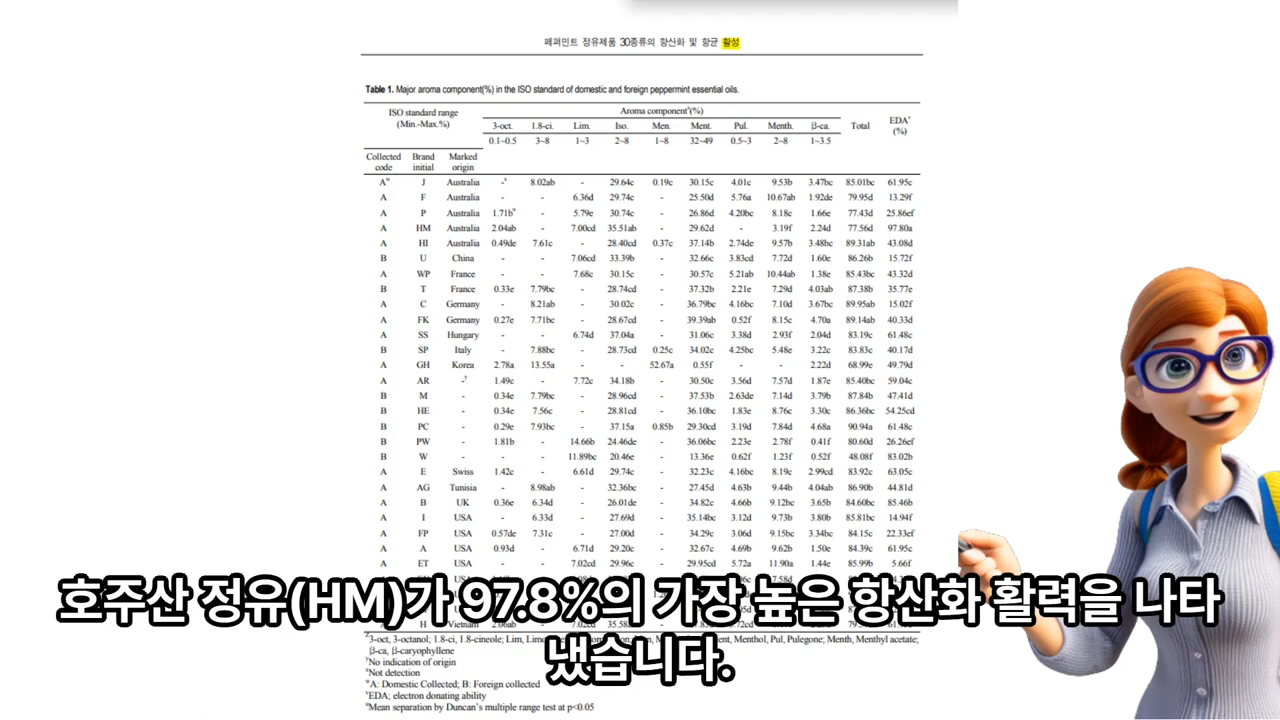 페퍼민트 정유제품 30종류의 항산화 및 항균 활성
Table 1. Major aroma component(%) in the ISO standard of domestic and foreign peppermint essential oils.
ISO standard range (Min.-Max.%) Aroma componentz(%) Total EDAv (%)
3-oct. 1.8-ci. Lim. Iso. Men. Ment. Pul. Menth. β-ca.
0.1~0.5 3~8 1~3 2~8 1~8 32~49 0.5~3 2~8 1~3.5
Collected code Brand initial Marked origin
Aw J Australia -x 8.02ab - 29.64c 0.19c 30.15c 4.01c 9.53b 3.47bc 85.01bc 61.95c
A F Australia - - 6.36d 29.74c - 25.50d 5.76a 10.67ab 1.92de 79.95d 13.29f
A P Australia 1.71bu - 5.79e 30.74c - 26.86d 4.20bc 8.18c 1.66e 77.43d 25.86ef
A HM Australia 2.04ab - 7.00cd 35.51ab - 29.62d - 3.19f 2.24d 77.56d 97.80a
A HI Australia 0.49de 7.61c - 28.40cd 0.37c 37.14b 2.74de 9.57b 3.48bc 89.31ab 43.08d
B U China - - 7.06cd 33.39b - 32.66c 3.83cd 7.72d 1.60e 86.26b 15.72f
A WP France - - 7.68c 30.15c - 30.57c 5.21ab 10.44ab 1.38e 85.43bc 43.32d
B T France 0.33e 7.79bc - 28.74cd - 37.32b 2.21e 7.29d 4.03ab 87.38b 35.77e
A C Germany - 8.21ab - 30.02c - 36.79bc 4.16bc 7.10d 3.67bc 89.95ab 15.02f
A FK Germany 0.27e 7.71bc - 28.67cd - 39.39ab 0.52f 8.15c 4.70a 89.14ab 40.33d
A SS Hungary - - 6.74d 37.04a - 31.06c 3.38d 2.93f 2.04d 83.19c 61.48c
B SP Italy - 7.88bc - 28.73cd 0.25c 34.02c 4.25bc 5.48e 3.22c 83.83c 40.17d
A GH Korea 2.78a 13.55a - - 52.67a 0.55f - - 2.22d 68.99e 49.79d
A AR -y 1.49c - 7.72c 34.18b - 30.50c 3.56d 7.57d 1.87e 85.40bc 59.04c
B M - 0.34e 7.79bc - 28.96cd - 37.53b 2.63de 7.14d 3.79b 87.84b 47.41d
B HE - 0.34e 7.56c - 28.81cd - 36.10bc 1.83e 8.76c 3.30c 86.36bc 54.25cd
B PC - 0.29e 7.93bc - 37.15a 0.85b 29.30cd 3.19d 7.84d 4.68a 90.94a 61.48c
B PW - 1.81b - 14.66b 24.46de - 36.06bc 2.23e 2.78f 0.41f 80.60d 26.26ef
B W - - - 11.89bc 20.46e - 13.36e 0.62f 1.23f 0.52f 48.08f 83.02b
A E Swiss 1.42c - 6.61d 29.74c - 32.23c 4.16bc 8.19c 2.99cd 83.92c 63.05c
A AG Tunisia - 8.98ab - 32.36bc - 27.45d 4.63b 9.44b 4.04ab 86.90b 44.81d
A B UK 0.36e 6.34d - 26.01de - 34.82c 4.66b 9.12bc 3.65b 84.60bc 85.46b
A I USA - 6.33d - 27.69d - 35.14bc 3.12d 9.73b 3.80b 85.81bc 14.94f
A FP USA 0.57de 7.31c - 27.00d - 34.29c 3.06d 9.15bc 3.34bc 84.15c 22.33ef
A A USA 0.93d - 6.71d 29.20c - 32.67c 4.69b 9.62b 1.50e 84.39c 61.95c
A ET USA - - 7.02cd 29.96c - 29.95cd 5.72a 11.90a 1.44e 85.99b 5.66f
호주산 정유(HM)가 97.8%의 가장 높은 항산화 활력을 나타
냈습니다.
H Vietnam 2.06ab
z3-oct, 3-octanol; 1.8-ci, 1.8-cineole; Lim, Menthol, Pul, Pulegone; Menth, Menthyl acetate;
β-ca, β-caryophyllene
yNo indication of origin
xNot detection
wA: Domestic Collected; B: Foreign collected
vEDA; electron donating ability
uMean separation by Duncan's multiple range test at p<0.05